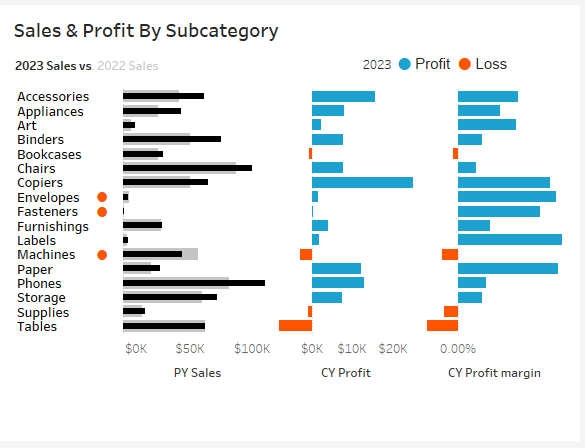 Sales & Profit By Subcategory
2023 Sales vs. 2022 Sales
2023 Profit Loss
Accessories
Appliances
Art
Binders
Bookcases
Chairs
Copiers
Envelopes
Fasteners
Furnishings
Labels
Machines
Paper
Phones
Storage
Supplies
Tables
$0K $50K $100K $0K $10K $20K 0.00%
PY Sales CY Profit CY Profit margin